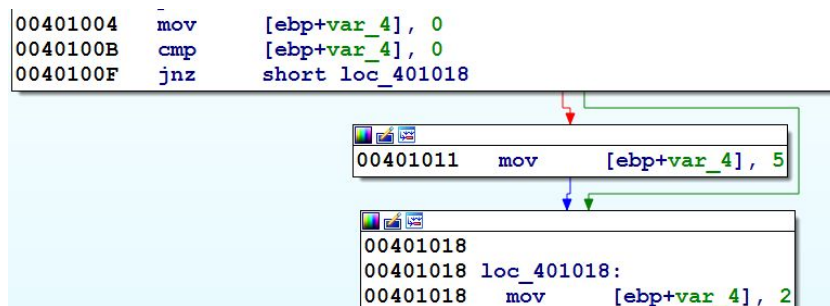 00401004 mov [ebp+var_4], 0
0040100B cmp [ebp+var_4], 0
0040100F jnz short loc_401018
00401011 mov [ebp+var_4], 5
00401018
00401018 loc_401018:
00401018 mov [ebp+var_4], 2